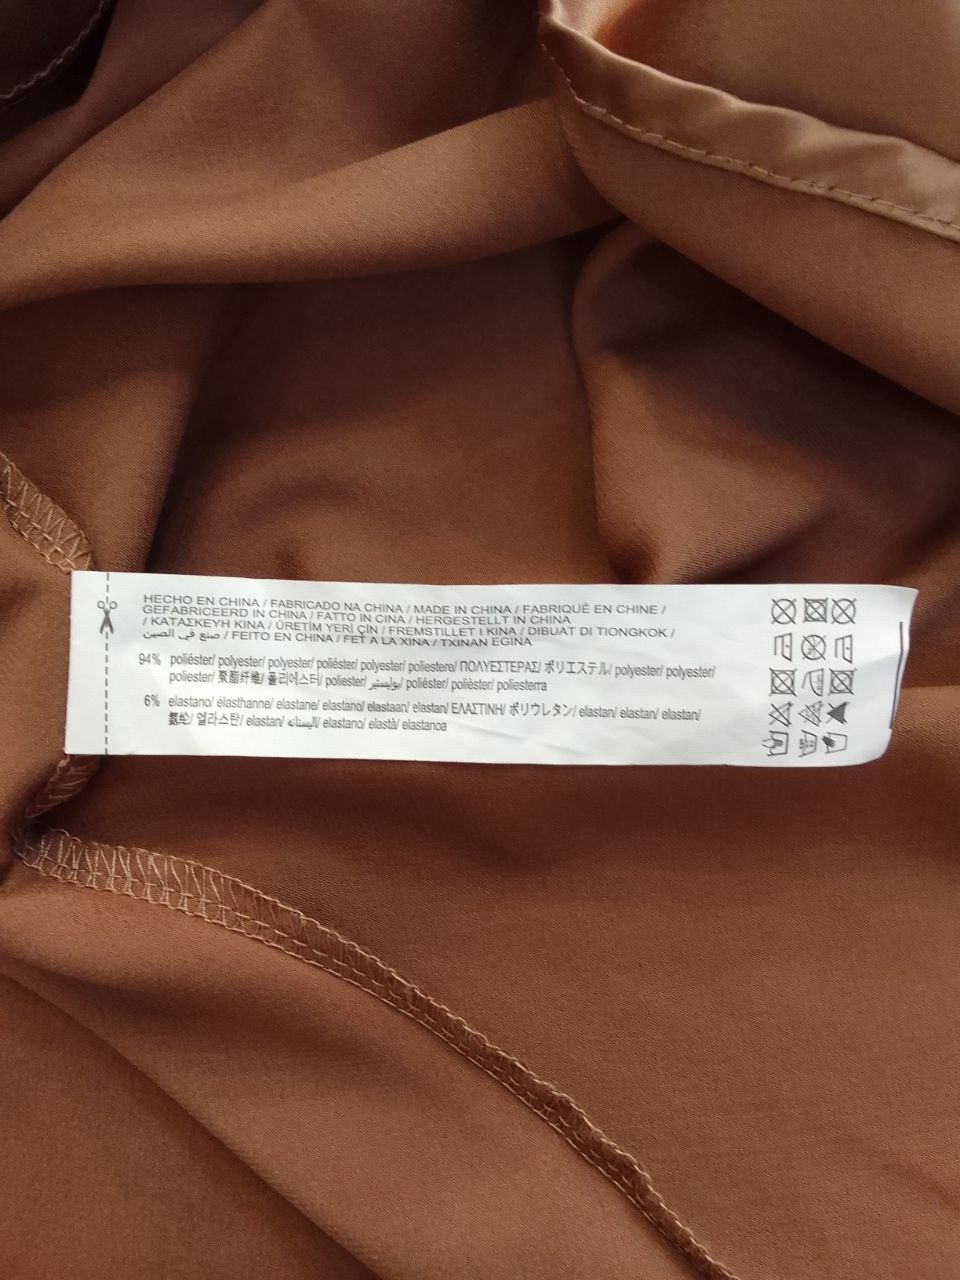 HECHO EN CHINA / FABRICADO NA CHINA / MADE IN CHINA / FABRIQUÉ EN CHINE /
GEFABRICEERD IN CHINA / FATTO IN CINA / HERGESTELLT IN CHINA
/ ΚΑΤΑΣΚΕΥΗ ΚΙΝΑ / ÜRETİM YERİ ÇİN / FREMSTILLET I KINA / DIBUAT DI TIONGKOK /
صنع في الصين / FEITO EN CHINA / FET A LA XINA / TXINAN EGINA
94% poliéster/ polyester/ polyester/ poliéster/ polyester/ poliestere/ ΠΟΛΥΕΣΤΕΡΑΣ/ ポリエステル/ polyester/ polyester/
poliester/ 聚酯纤维/ 폴리에스터/ poliester/ بوليستير/ poliéster/ polièster/ poliesterra
6% elastano/ élasthanne/ elastane/ elastano/ elastaan/ elastan/ ΕΛΑΣΤΙΝΗ/ ポリウレタン/ elastan/ elastan/ elastan/
氨纶/ 엘라스탄/ elastan/ اليستانه/ elastano/ elastà/ elastanoa